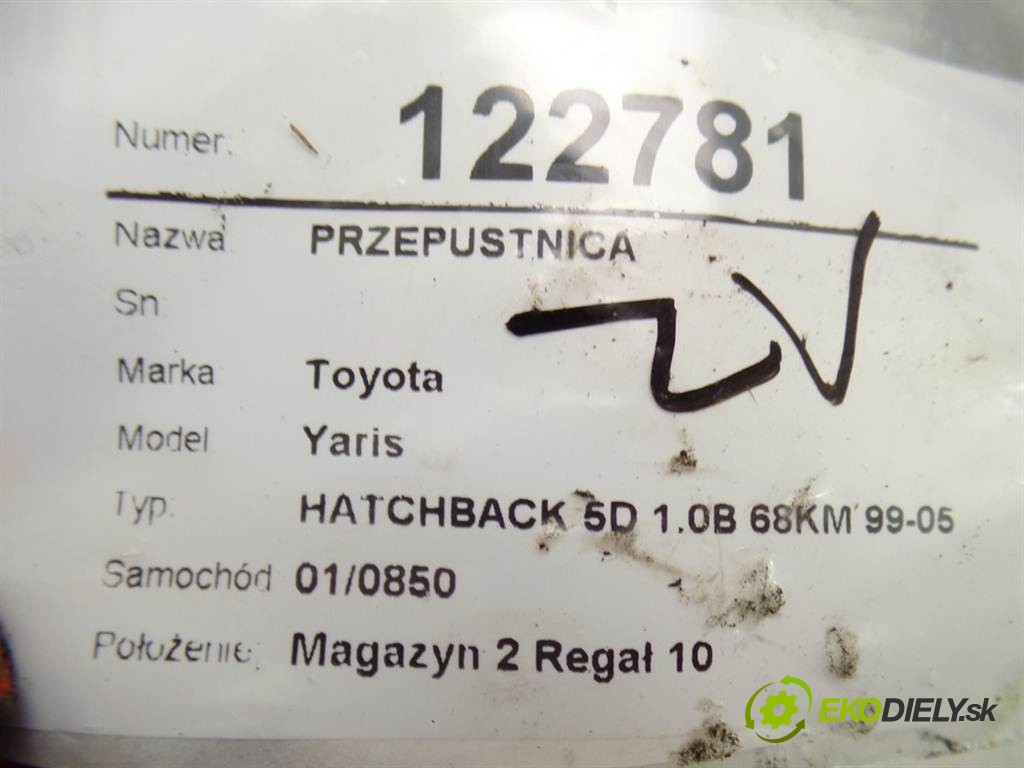 Numer: 122781
Nazwa PRZEPUSTNICA
Sn
Marka Toyota
Model Yaris
Typ: HATCHBACK 5D 1.0B 68KM 99-05
Samochód 01/0850
Położenie: Magazyn 2 Regał 10
EKODIELY.sk